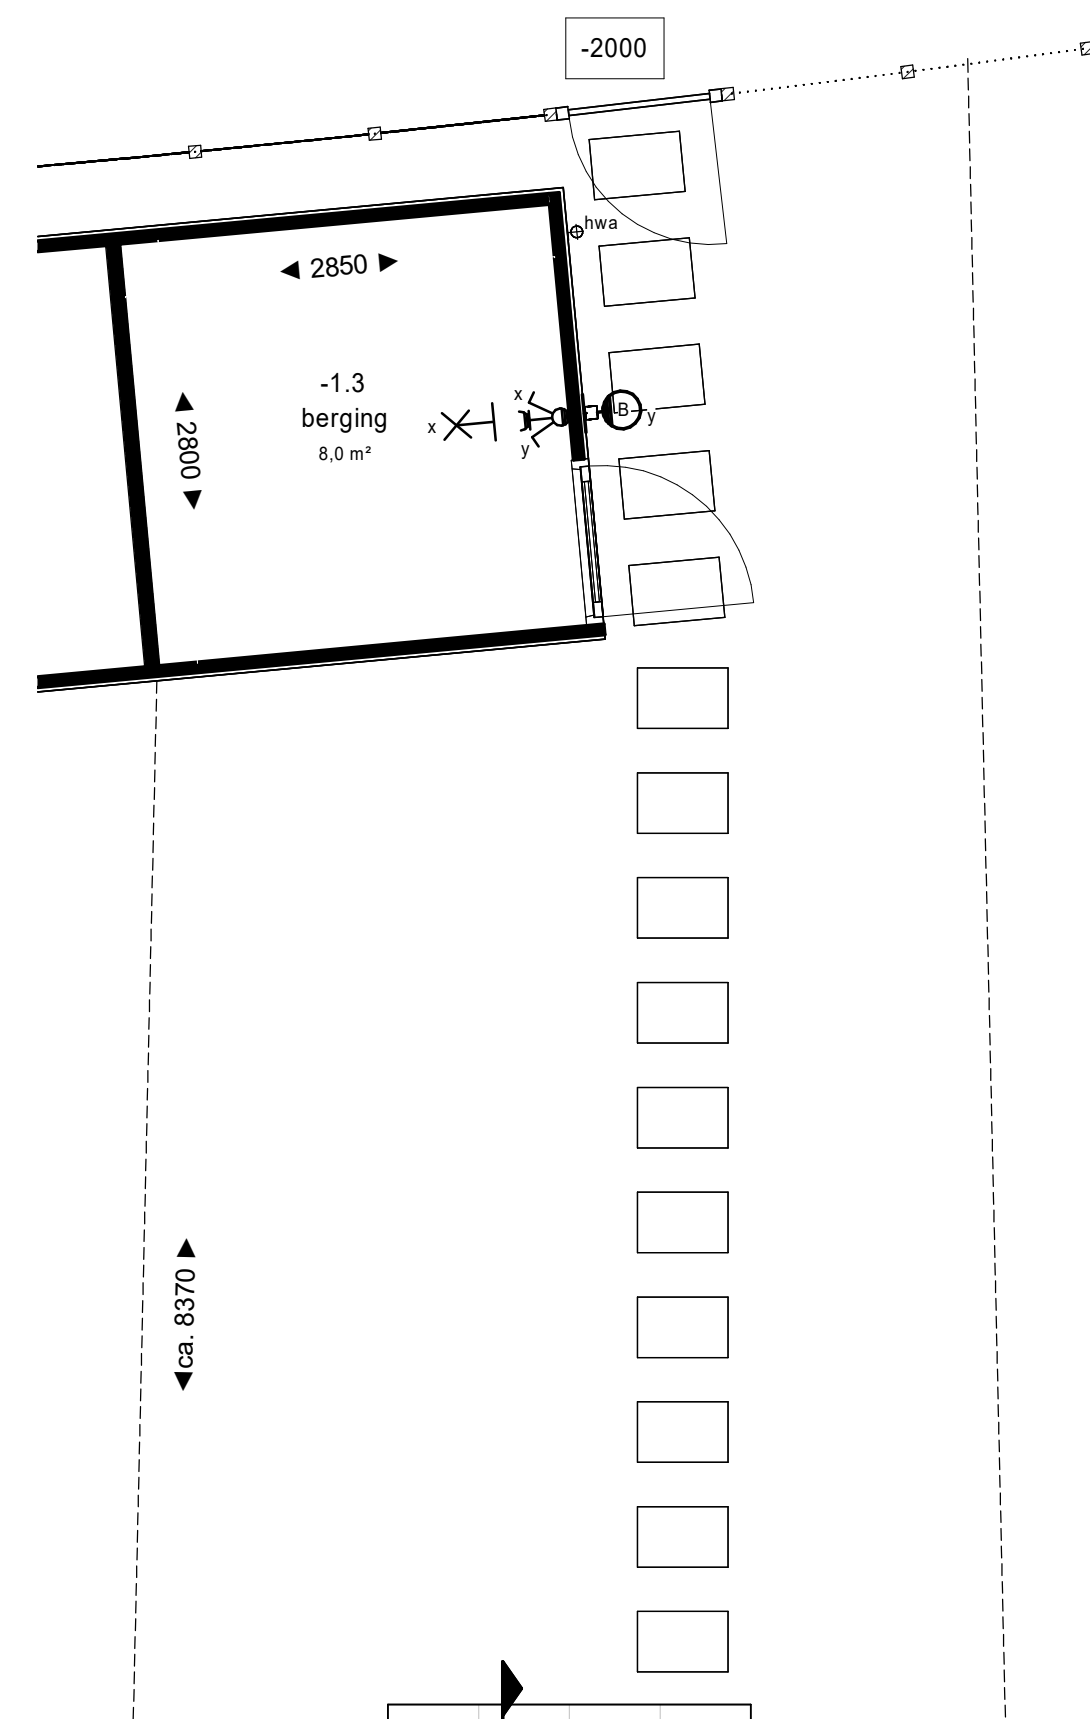 -2000
hwa
◄ 2850 ►
-1.3
berging
8,0 m²
◄ 2800 ►
x
x
y
B
y
◄ca. 8370 ►